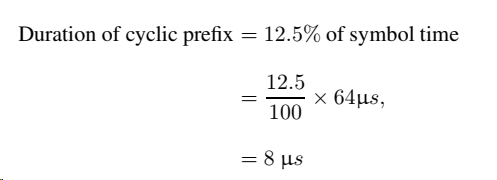 Duration of cyclic prefix = 12.5% of symbol time
= 12.5/100 × 64μs,
= 8 μs